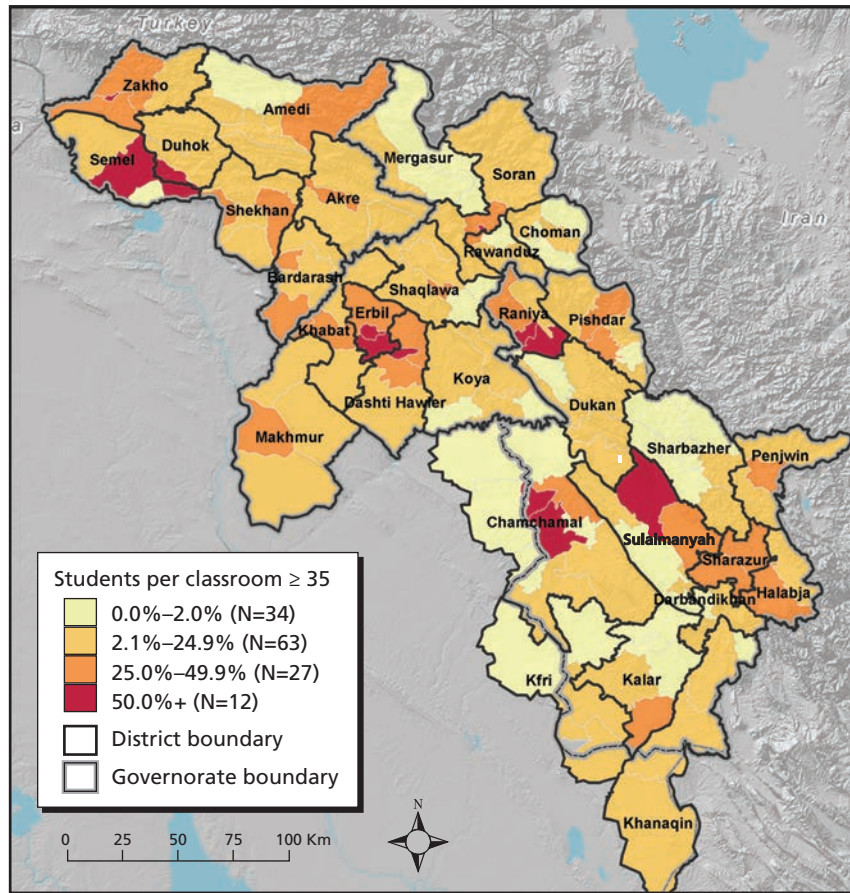 Turkey
Zakho
Amedi
Duhok
Semel
Mergasur
Soran
Akre
Shekhan
Iran
Choman
Rawanduz
Bardarash
Shaqlawa
Erbil
Raniya
Pishdar
Khabat
Koya
Dashti Hawler
Dukan
Makhmur
Sharbazher
Penjwin
Chamchamal
Sulaimanyah
Sharazur
Halabja
Darbandikhan
Kfri
Kalar
Khanaqin
Students per classroom ≥ 35
0.0%–2.0% (N=34)
2.1%–24.9% (N=63)
25.0%–49.9% (N=27)
50.0%+ (N=12)
District boundary
Governorate boundary
N
0 25 50 75 100 Km